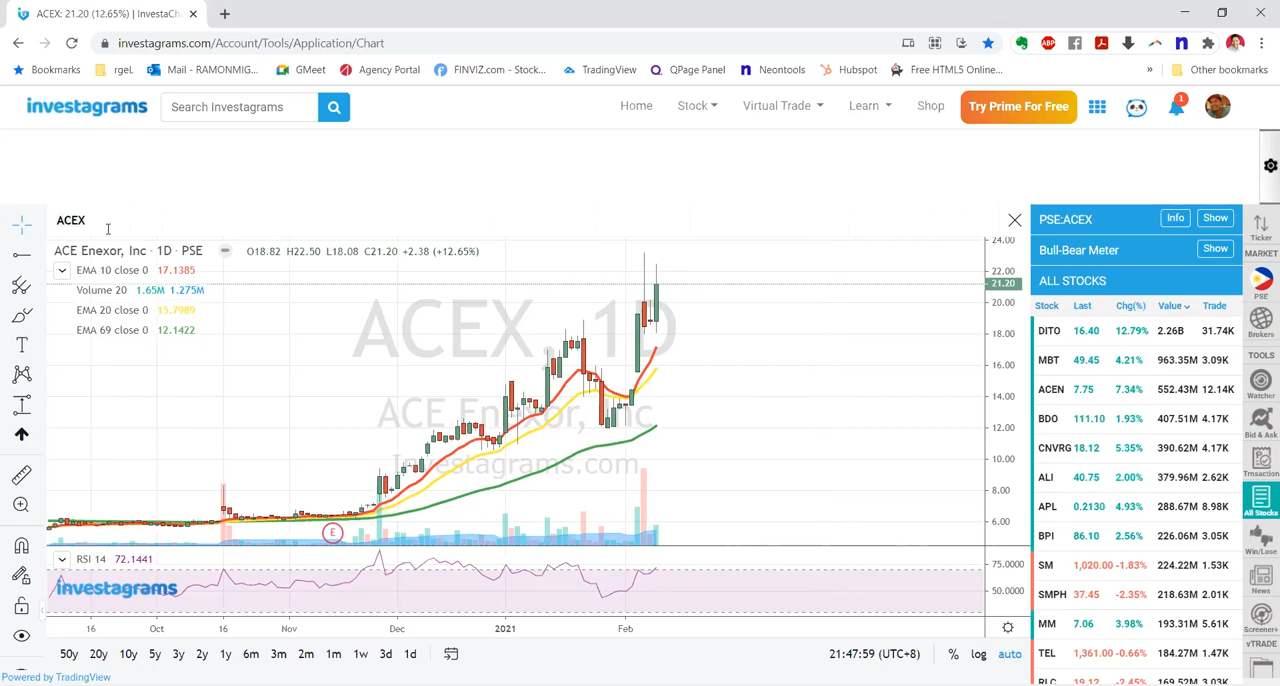 ACEX: 21.20 (12.65%) | InvestaCh
investagrams.com/Account/Tools/Application/Chart
ABP
n
Bookmarks
rgeL
Mail - RAMONMIG...
GMeet
Agency Portal
FINVIZ.com - Stock...
TradingView
QPage Panel
Neontools
Hubspot
Free HTML5 Online...
»
Other bookmarks
investagrams
Search Investagrams
Home
Stock
Virtual Trade
Learn
Shop
Try Prime For Free
1
ACEX
ACE Enexor, Inc · 1D · PSE
O18.82 H22.50 L18.08 C21.20 +2.38 (+12.65%)
EMA 10 close 0 17.1385
Volume 20 1.65M 1.275M
EMA 20 close 0 15.7989
EMA 69 close 0 12.1422
ACEX, 1D
ACE Enexor, Inc
Investagrams.com
E
24.00
22.00
21.20
20.00
18.00
16.00
14.00
12.00
10.00
8.00
6.00
RSI 14 72.1441
investagrams
75.0000
50.0000
16 Oct 16 Nov Dec 2021 Feb
50y 20y 10y 5y 3y 2y 1y 6m 3m 2m 1m 1w 3d 1d
21:47:59 (UTC+8)
% log auto
Powered by TradingView
PSE:ACEX Info Show
Bull-Bear Meter Show
ALL STOCKS
Stock Last Chg(%) Value Trade
DITO 16.40 12.79% 2.26B 31.74K
MBT 49.45 4.21% 963.35M 3.09K
ACEN 7.75 7.34% 552.43M 12.14K
BDO 111.10 1.93% 407.51M 4.17K
CNVRG 18.12 5.35% 390.62M 4.17K
ALI 40.75 2.00% 379.96M 2.62K
APL 0.2130 4.93% 288.67M 8.98K
BPI 86.10 2.56% 226.06M 3.05K
SM 1,020.00 -1.83% 224.22M 1.53K
SMPH 37.45 -2.35% 218.63M 2.01K
MM 7.06 3.98% 193.31M 5.61K
TEL 1,361.00 -0.66% 184.27M 1.47K
RLC 19.12 -2.45% 169.52M 3.03K
Ticker
MARKET
PSE
Brokers
TOOLS
Watcher
Bid & Ask
Trnsaction
All Stocks
Win/Lose
News
Screener+
vTRADE